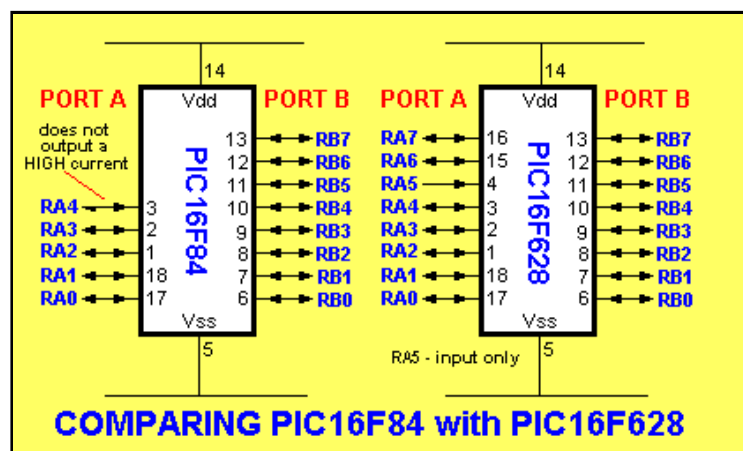 14
14
PORT A
Vdd
PORT B
PORT A
Vdd
PORT B
does not
output a
HIGH current
PIC16F84
13 RB7
12 RB6
11 RB5
RA4 3
10 RB4
RA3 2
9 RB3
RA2 1
8 RB2
RA1 18
7 RB1
RA0 17
6 RB0
Vss
5
PIC16F628
RA7 16
13 RB7
RA6 15
12 RB6
RA5 4
11 RB5
RA4 3
10 RB4
RA3 2
9 RB3
RA2 1
8 RB2
RA1 18
7 RB1
RA0 17
6 RB0
Vss
5
RA5 - input only
COMPARING PIC16F84 with PIC16F628